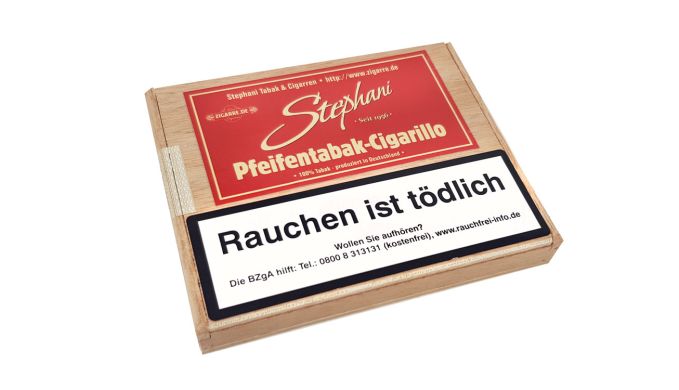 Stephani Tabak & Cigarren • http://www.zigarre.de
ZIGARRE.DE
Stephani
• Seit 1996 •
Pfeifentabak-Cigarillo
• 100% Tabak - produziert in Deutschland •
Rauchen ist tödlich
Wollen Sie aufhören?
Die BZgA hilft: Tel.: 0800 8 313131 (kostenfrei), www.rauchfrei-info.de